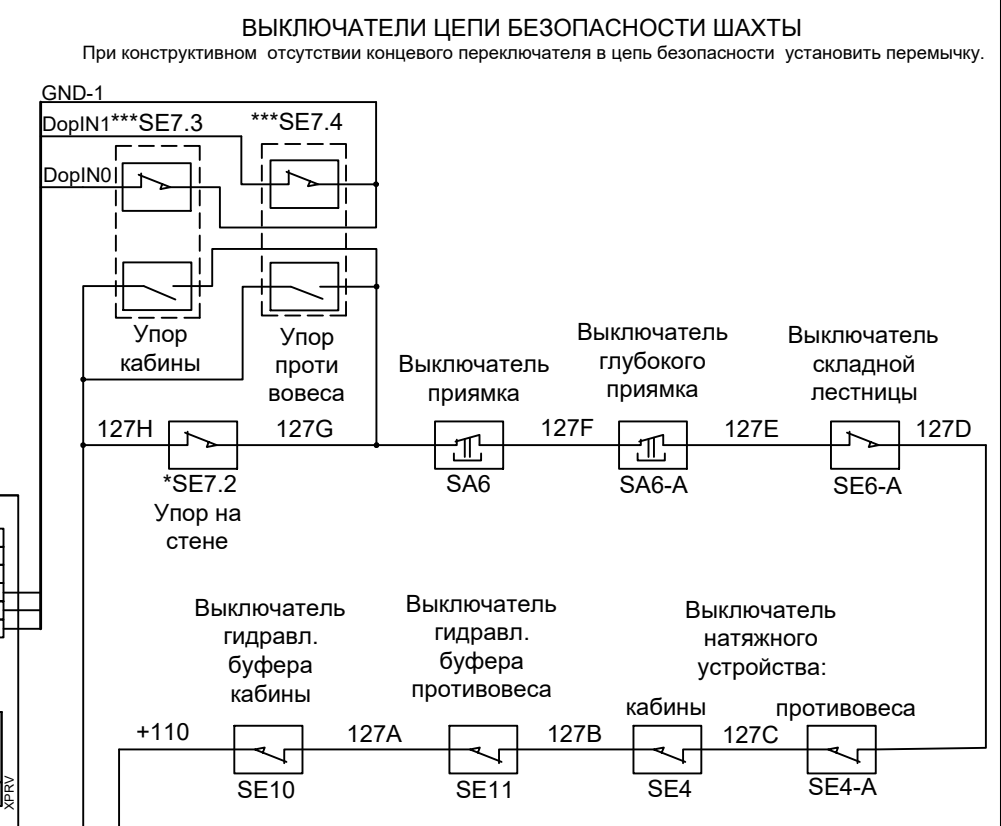 ВЫКЛЮЧАТЕЛИ ЦЕПИ БЕЗОПАСНОСТИ ШАХТЫ
При конструктивном отсутствии концевого переключателя в цепь безопасности установить перемычку.
GND-1
DopIN1***SE7.3
***SE7.4
DopIN0
Упор
кабины
Упор
проти
вовеса
Выключатель
приямка
Выключатель
глубокого
приямка
Выключатель
складной
лестницы
127H
127G
127F
127E
127D
*SE7.2
Упор на
стене
SA6
SA6-A
SE6-A
Выключатель
гидравл.
буфера
кабины
Выключатель
гидравл.
буфера
противовеса
Выключатель
натяжного
устройства:
кабины
противовеса
+110
127A
127B
127C
SE10
SE11
SE4
SE4-A
XPRV